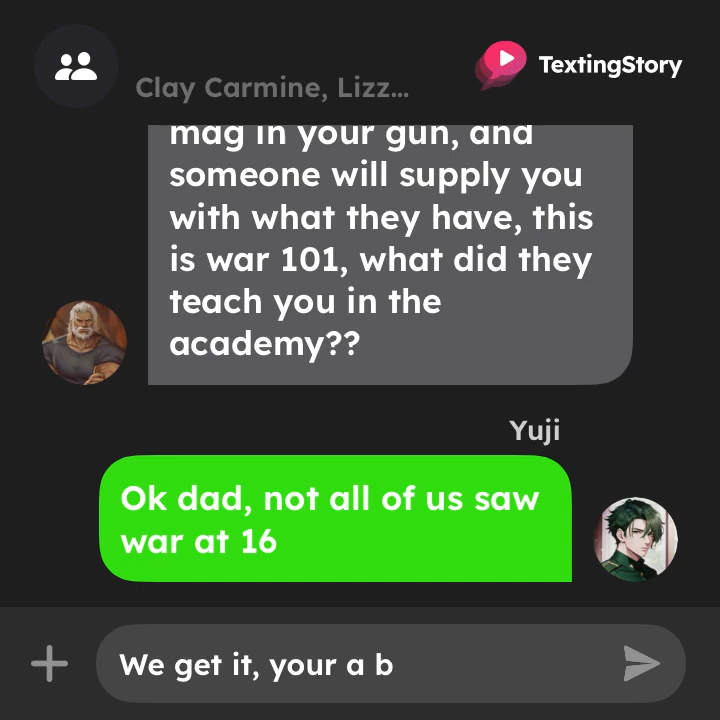 TextingStory
Clay Carmine, Lizz...
mag in your gun, and
someone will supply you
with what they have, this
is war 101, what did they
teach you in the
academy??
Yuji
Ok dad, not all of us saw
war at 16
We get it, your a b